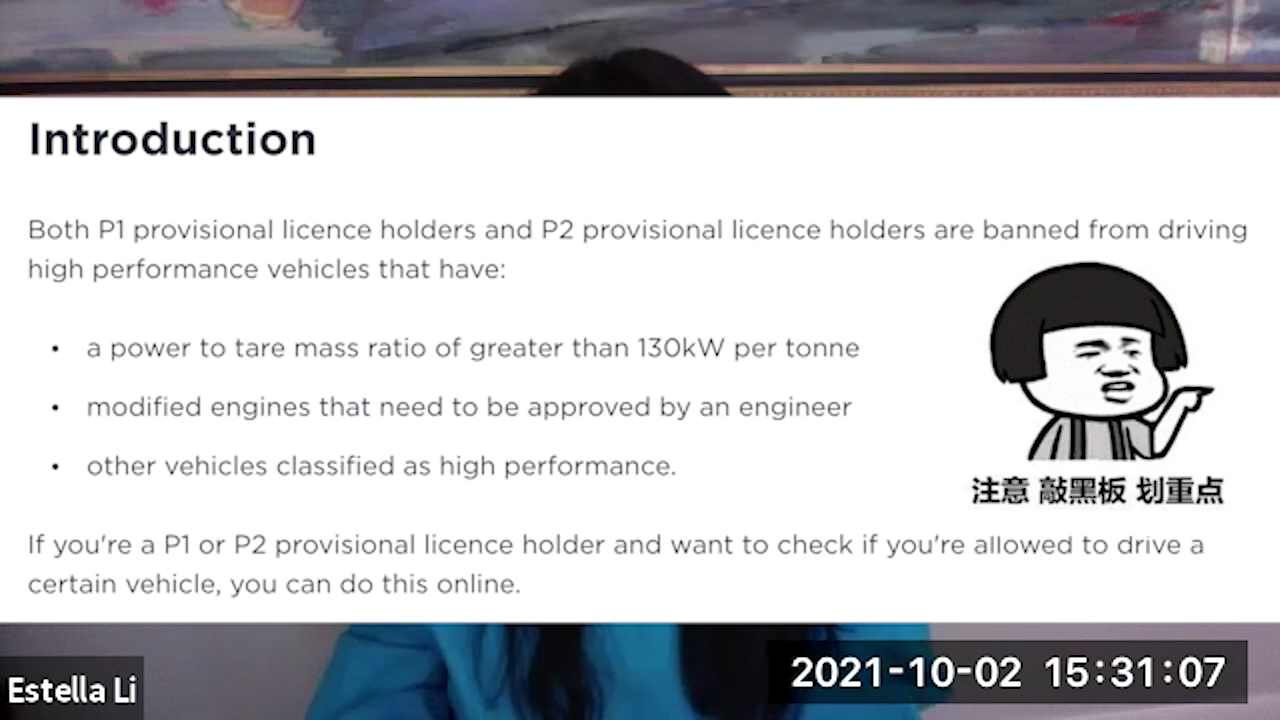 Introduction
Both P1 provisional licence holders and P2 provisional licence holders are banned from driving
high performance vehicles that have:
• a power to tare mass ratio of greater than 130kW per tonne
• modified engines that need to be approved by an engineer
• other vehicles classified as high performance.
注意 敲黑板 划重点
If you're a P1 or P2 provisional licence holder and want to check if you're allowed to drive a
certain vehicle, you can do this online.
Estella Li
2021-10-02 15:31:07